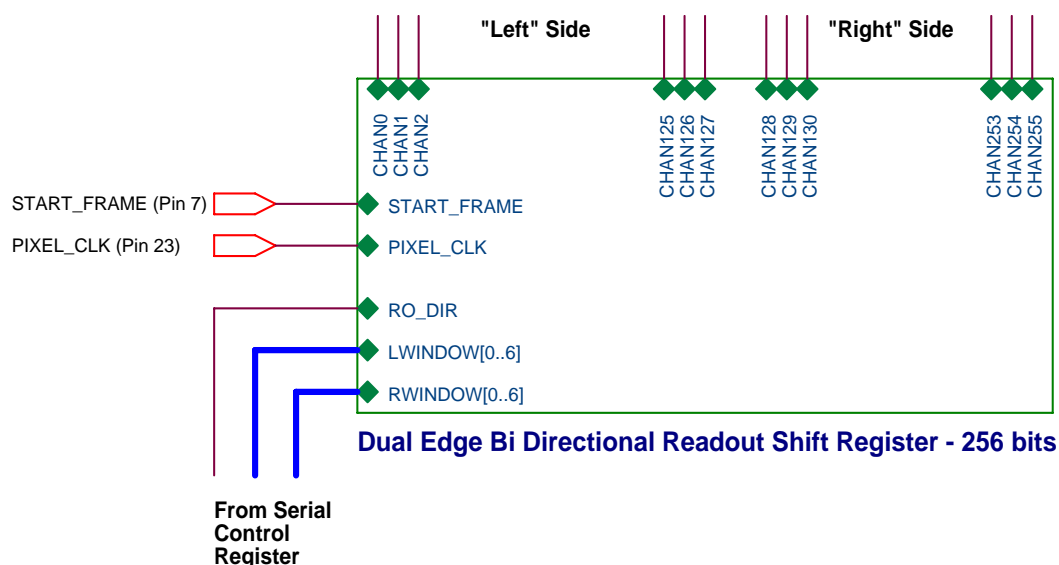 "Left" Side
"Right" Side
CHAN0
CHAN1
CHAN2
CHAN125
CHAN126
CHAN127
CHAN128
CHAN129
CHAN130
CHAN253
CHAN254
CHAN255
START_FRAME (Pin 7)
START_FRAME
PIXEL_CLK (Pin 23)
PIXEL_CLK
RO_DIR
LWINDOW[0..6]
RWINDOW[0..6]
Dual Edge Bi Directional Readout Shift Register - 256 bits
From Serial
Control
Register